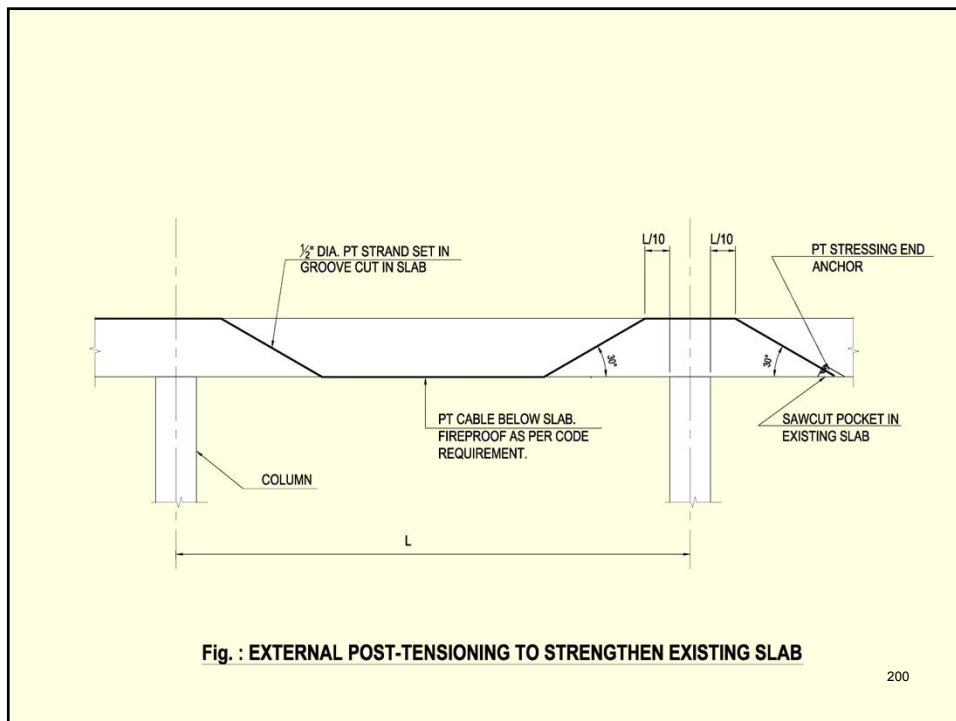 L/10
L/10
½" DIA. PT STRAND SET IN
GROOVE CUT IN SLAB
PT STRESSING END
ANCHOR
30°
30°
PT CABLE BELOW SLAB.
FIREPROOF AS PER CODE
REQUIREMENT.
SAWCUT POCKET IN
EXISTING SLAB
COLUMN
L
Fig. : EXTERNAL POST-TENSIONING TO STRENGTHEN EXISTING SLAB
200